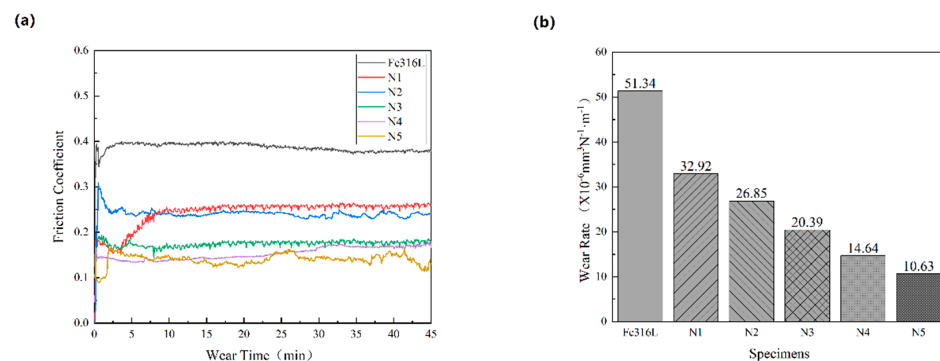 (a)
0.6
0.5
0.4
0.3
0.2
0.1
0.0
Friction Coefficient
Fe316L
N1
N2
N3
N4
N5
0 5 10 15 20 25 30 35 40 45
Wear Time（min）
(b)
60
50
40
30
20
10
0
Wear Rate（X10⁻⁶mm³N⁻¹·m⁻¹）
51.34
32.92
26.85
20.39
14.64
10.63
Fe316L N1 N2 N3 N4 N5
Specimens